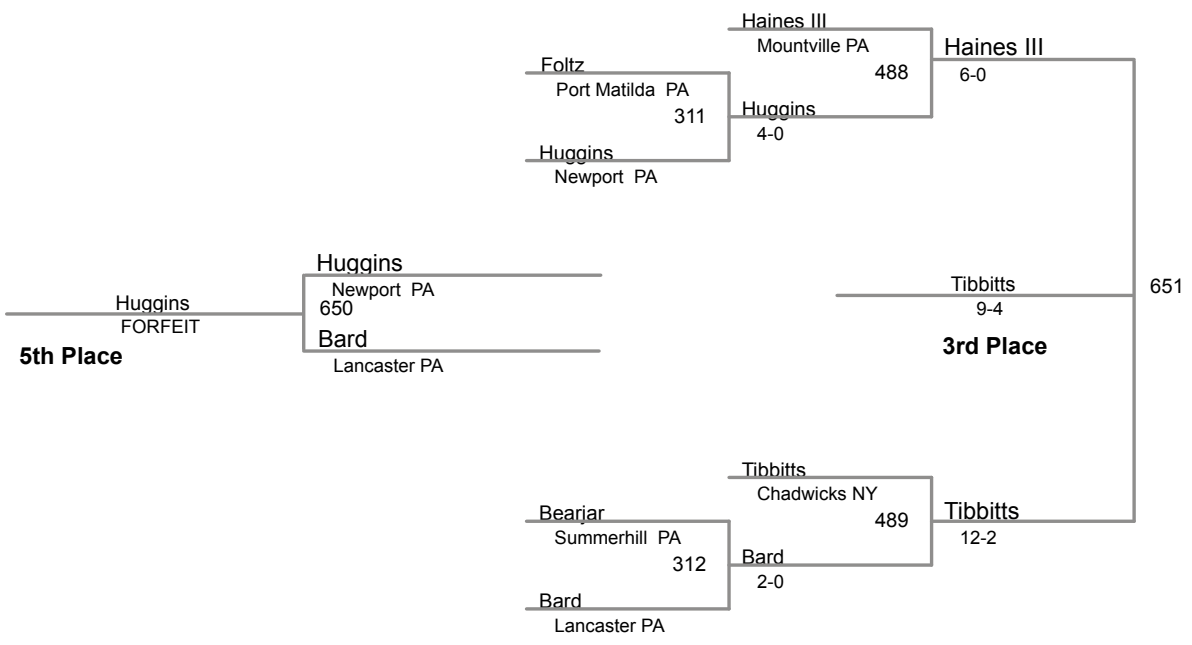 Haines III
Mountville PA
Haines III
488
6-0
Foltz
Port Matilda PA
311
Huggins
4-0
Huggins
Newport PA
Huggins
Newport PA
650
Huggins
FORFEIT
5th Place
Bard
Lancaster PA
Tibbitts
651
9-4
3rd Place
Tibbitts
Chadwicks NY
489
Tibbitts
12-2
Bearjar
Summerhill PA
312
Bard
2-0
Bard
Lancaster PA